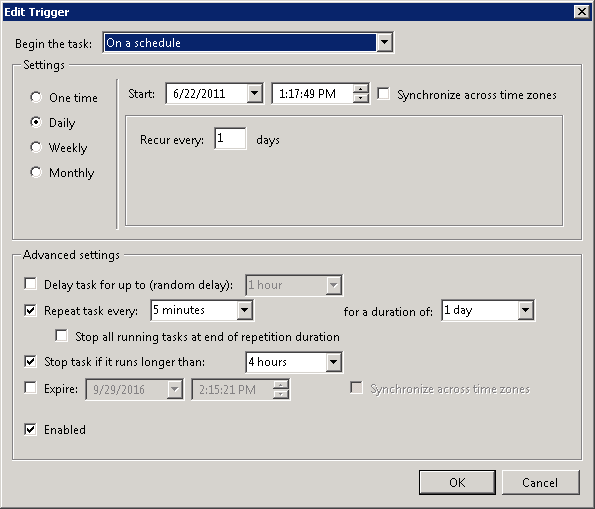 Edit Trigger
Begin the task: On a schedule
Settings
One time
Start: 6/22/2011 1:17:49 PM Synchronize across time zones
Daily
Recur every: 1 days
Weekly
Monthly
Advanced settings
Delay task for up to (random delay): 1 hour
Repeat task every: 5 minutes for a duration of: 1 day
Stop all running tasks at end of repetition duration
Stop task if it runs longer than: 4 hours
Expire: 9/29/2016 2:15:21 PM Synchronize across time zones
Enabled
OK Cancel